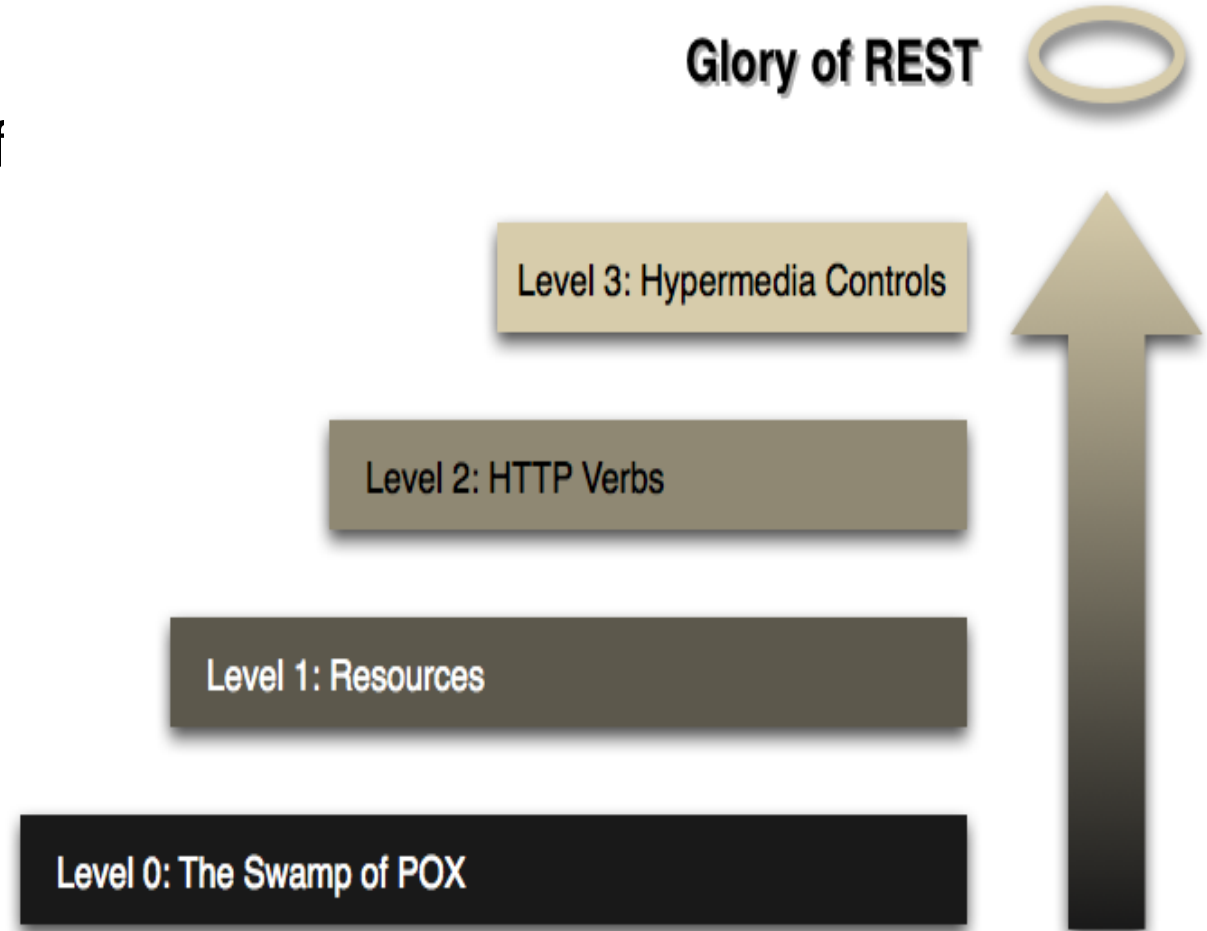 Glory of REST
f
Level 3: Hypermedia Controls
Level 2: HTTP Verbs
Level 1: Resources
Level 0: The Swamp of POX